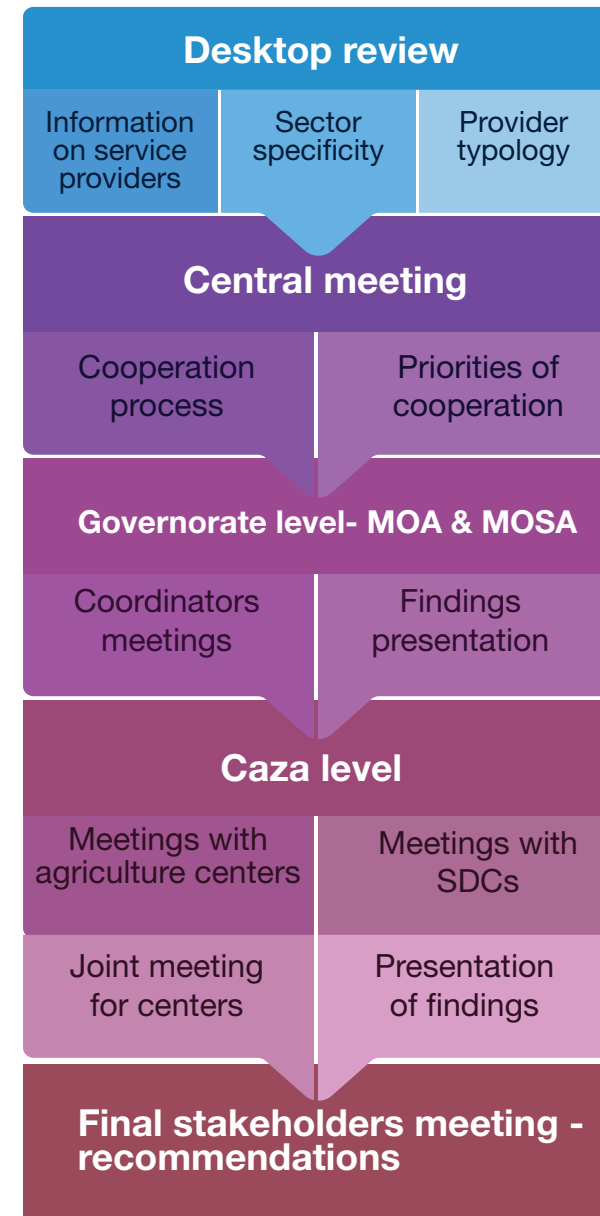 Desktop review
Information
on service
providers
Sector
specificity
Provider
typology
Central meeting
Cooperation
process
Priorities of
cooperation
Governorate level- MOA & MOSA
Coordinators
meetings
Findings
presentation
Caza level
Meetings with
agriculture centers
Meetings with
SDCs
Joint meeting
for centers
Presentation
of findings
Final stakeholders meeting -
recommendations